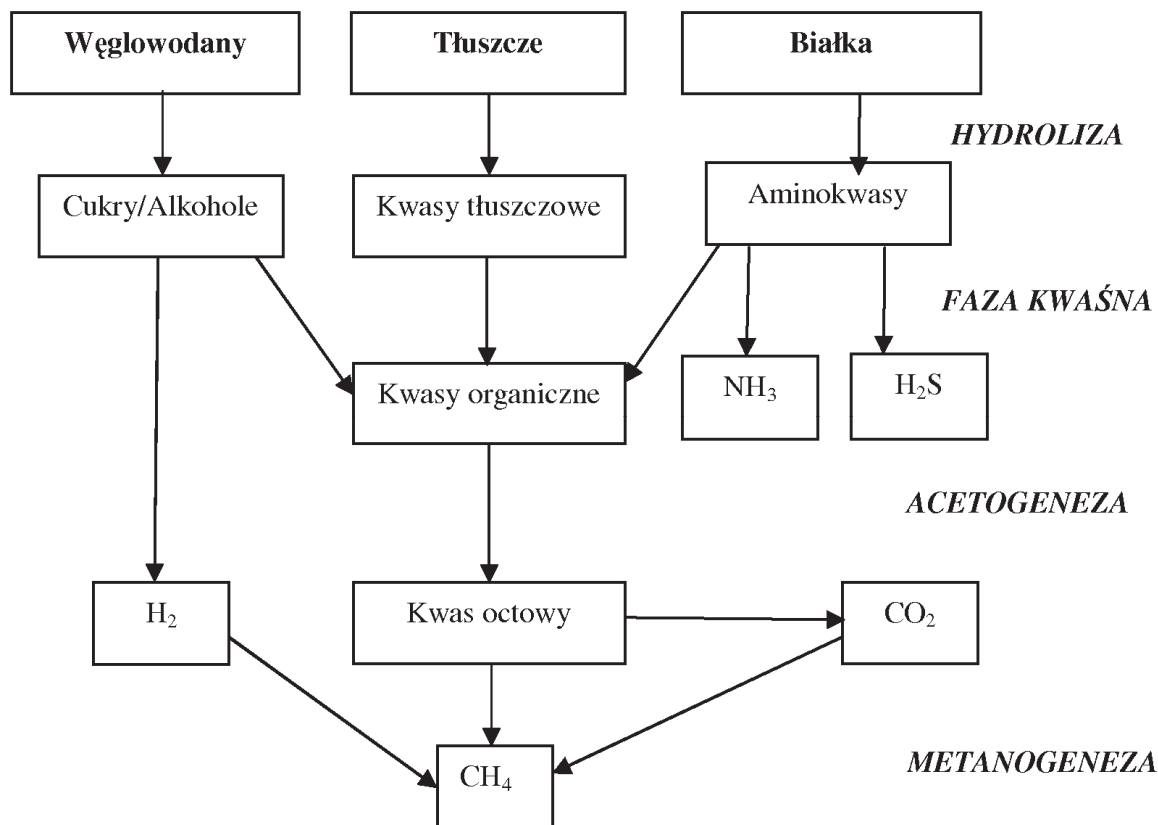 Węglowodany
Tłuszcze
Białka
HYDROLIZA
Cukry/Alkohole
Kwasy tłuszczowe
Aminokwasy
FAZA KWAŚNA
Kwasy organiczne
NH₃
H₂S
ACETOGENEZA
H₂
Kwas octowy
CO₂
CH₄
METANOGENEZA